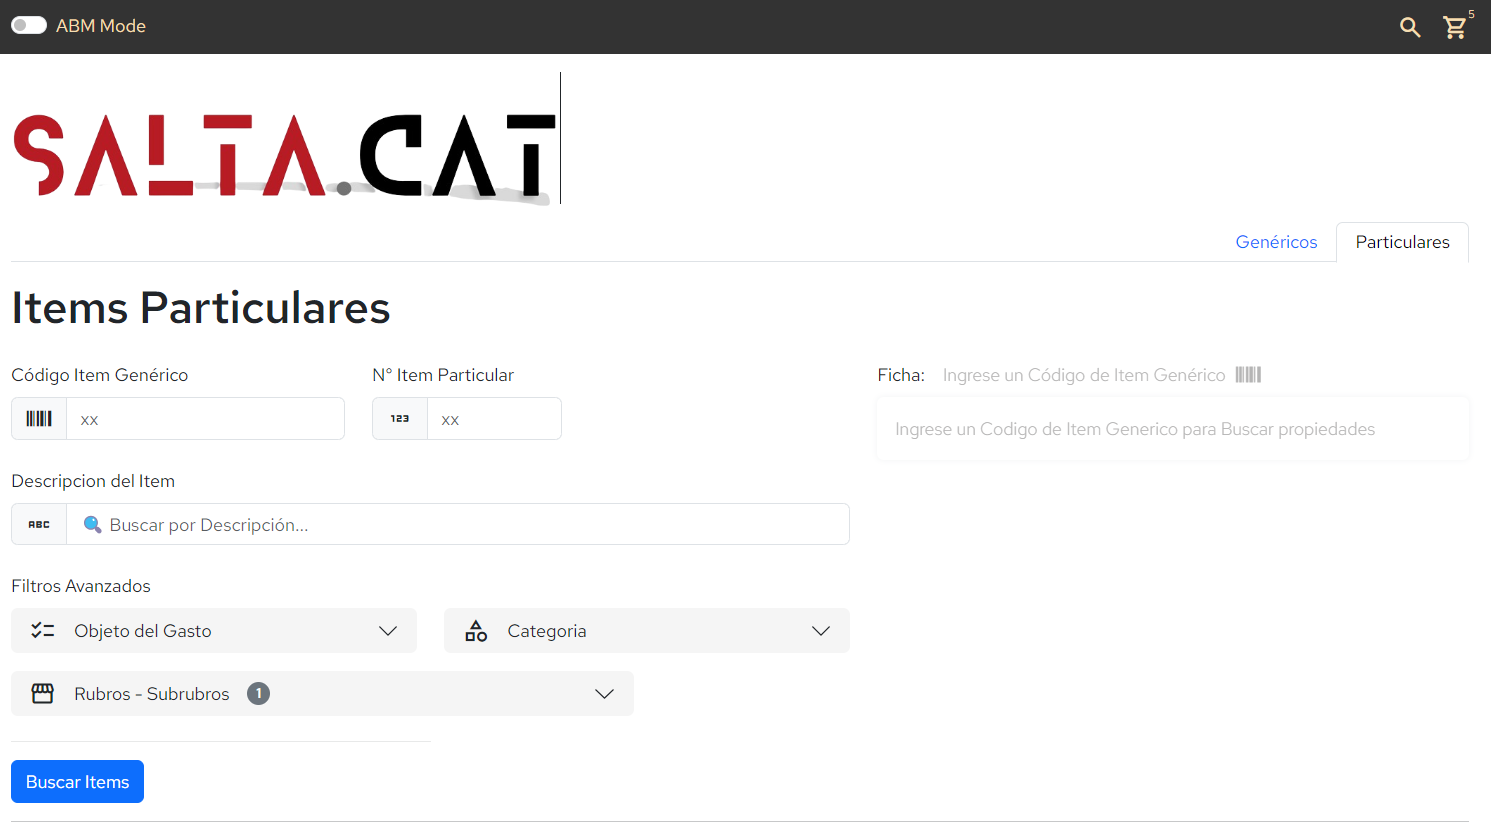 ABM Mode
5
SALTA.CAT
Genéricos
Particulares
Items Particulares
Código Item Genérico
N° Item Particular
Ficha: Ingrese un Código de Item Genérico
xx
123
xx
Ingrese un Codigo de Item Generico para Buscar propiedades
Descripcion del Item
ABC
Buscar por Descripción...
Filtros Avanzados
Objeto del Gasto
Categoria
Rubros - Subrubros 1
Buscar Items